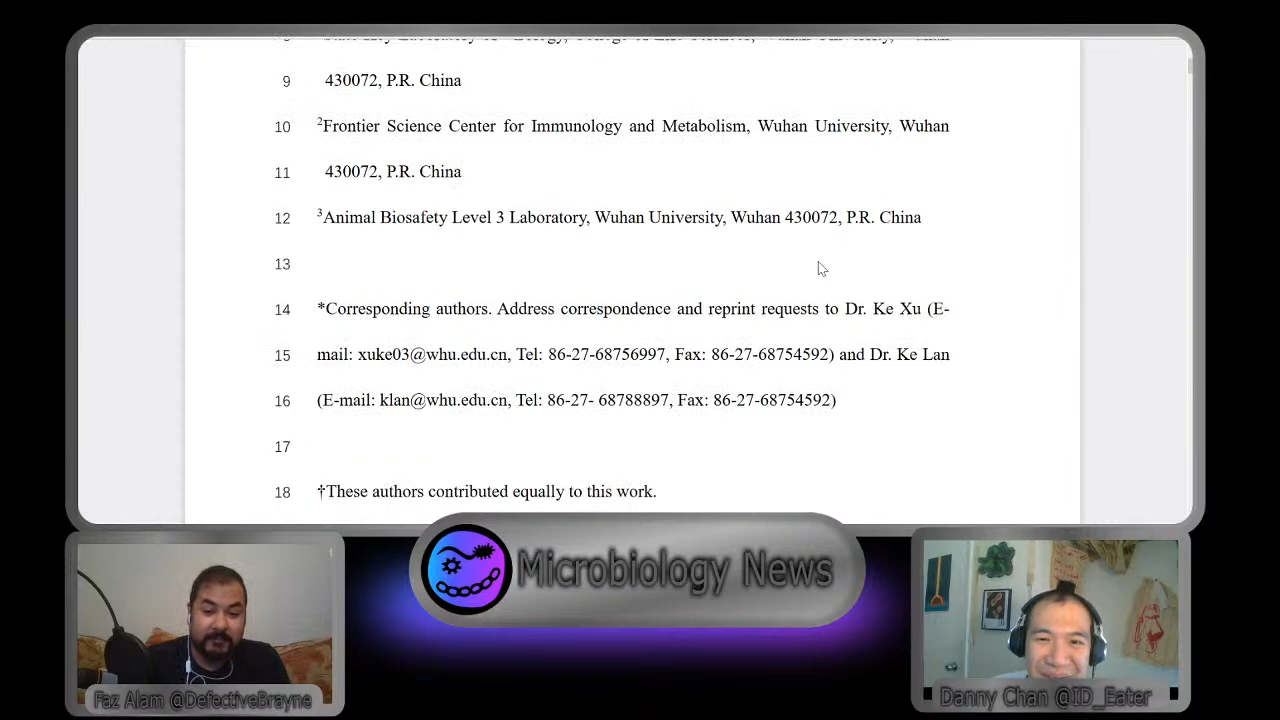 9 430072, P.R. China
10 ²Frontier Science Center for Immunology and Metabolism, Wuhan University, Wuhan
11 430072, P.R. China
12 ³Animal Biosafety Level 3 Laboratory, Wuhan University, Wuhan 430072, P.R. China
13
14 *Corresponding authors. Address correspondence and reprint requests to Dr. Ke Xu (E-
15 mail: xuke03@whu.edu.cn, Tel: 86-27-68756997, Fax: 86-27-68754592) and Dr. Ke Lan
16 (E-mail: klan@whu.edu.cn, Tel: 86-27- 68788897, Fax: 86-27-68754592)
17
18 †These authors contributed equally to this work.
Microbiology News
Faz Alam @DefectiveBrayne
Danny Chan @ID_Eater